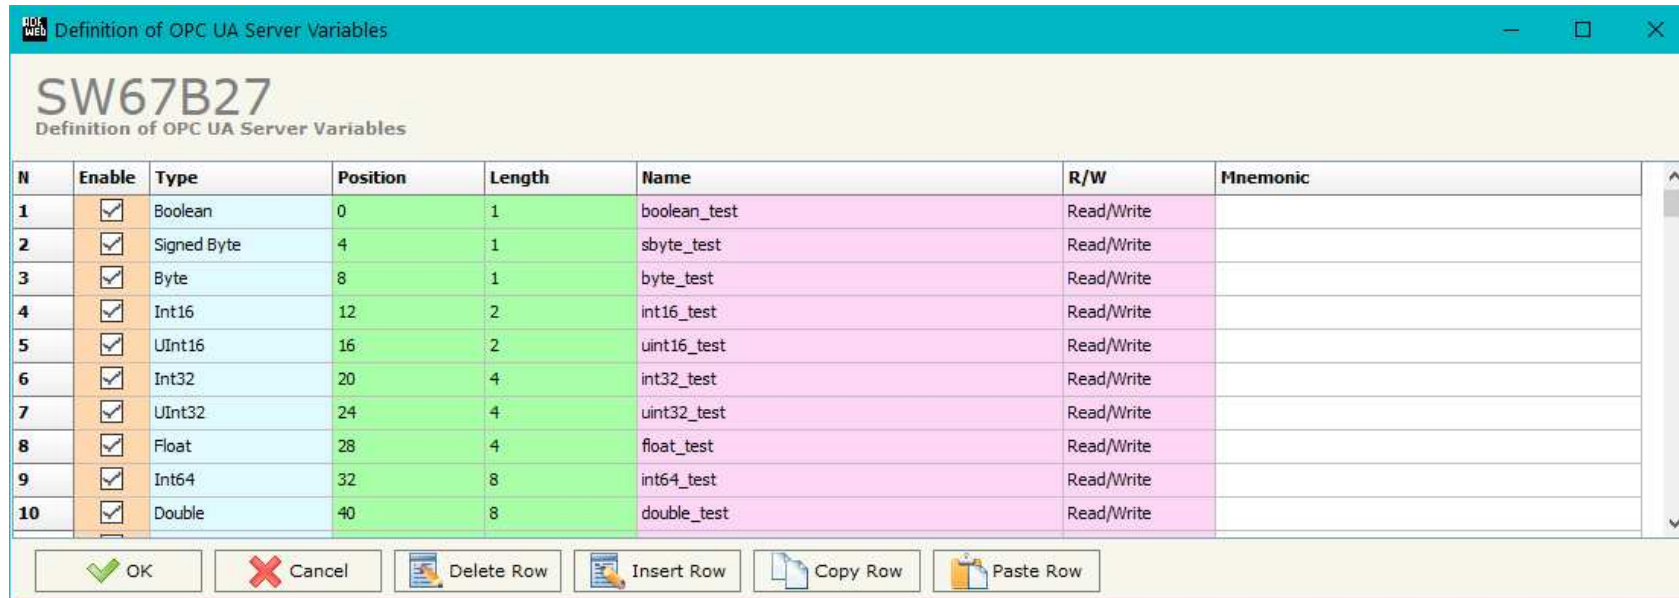 ADF WEB Definition of OPC UA Server Variables
SW67B27
Definition of OPC UA Server Variables
N Enable Type Position Length Name R/W Mnemonic
1 Boolean 0 1 boolean_test Read/Write
2 Signed Byte 4 1 sbyte_test Read/Write
3 Byte 8 1 byte_test Read/Write
4 Int16 12 2 int16_test Read/Write
5 UInt16 16 2 uint16_test Read/Write
6 Int32 20 4 int32_test Read/Write
7 UInt32 24 4 uint32_test Read/Write
8 Float 28 4 float_test Read/Write
9 Int64 32 8 int64_test Read/Write
10 Double 40 8 double_test Read/Write
OK Cancel Delete Row Insert Row Copy Row Paste Row